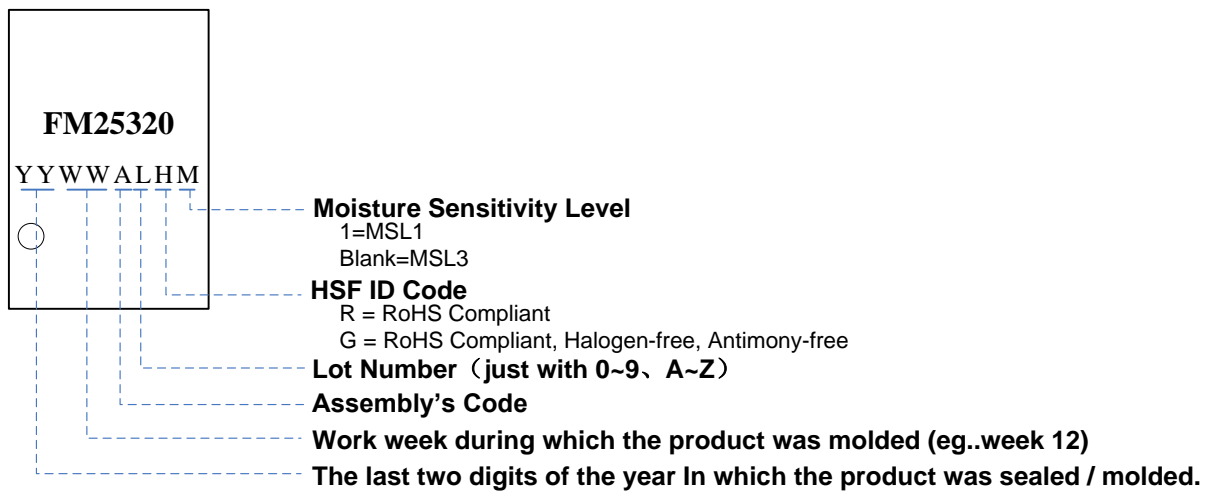 FM25320
YYWWALHM
Moisture Sensitivity Level
1=MSL1
Blank=MSL3
HSF ID Code
R = RoHS Compliant
G = RoHS Compliant, Halogen-free, Antimony-free
Lot Number（just with 0~9、A~Z）
Assembly's Code
Work week during which the product was molded (eg..week 12)
The last two digits of the year In which the product was sealed / molded.